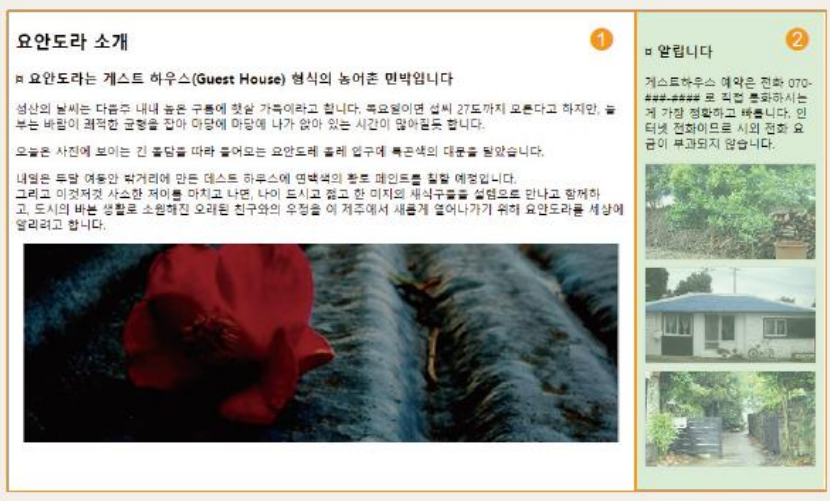 요안도라 소개
1
¤ 요안도라는 게스트 하우스(Guest House) 형식의 농어촌 민박입니다
성산의 날씨는 다음주 내내 높은 구름에 햇살 가득이라고 합니다. 목요일이면 섭씨 27도까지 오른다고 하지만, 늘
부는 바람이 쾌적한 균형을 잡아 마당에 마당에 나가 앉아 있는 시간이 많아질듯 합니다.
오늘은 사진에 보이는 긴 돌담을 따라 들어오는 요안도레 올레 입구에 대문을 달았습니다.
내일은 두달 여동안 밖거리에 만든 데스트 하우스에 연백색의 황토 페인트를 칠할 예정입니다.
그리고 이것저것 사소한 저이를 마치고 나면, 나이 드시고 젊고 한 미지의 새식구들을 설렘으로 만나고 함께하
고, 도시의 바쁜 생활로 소원해진 오래된 친구와의 우정을 이 제주에서 새롭게 열어나가기 위해 요안도라를 세상에
알리려고 합니다.
2
¤ 알립니다
게스트하우스 예약은 전화 070-
###-#### 로 직접 통화하시는
게 가장 정확하고 빠릅니다. 인
터넷 전화이므로 시외 전화 요
금이 부과되지 않습니다.